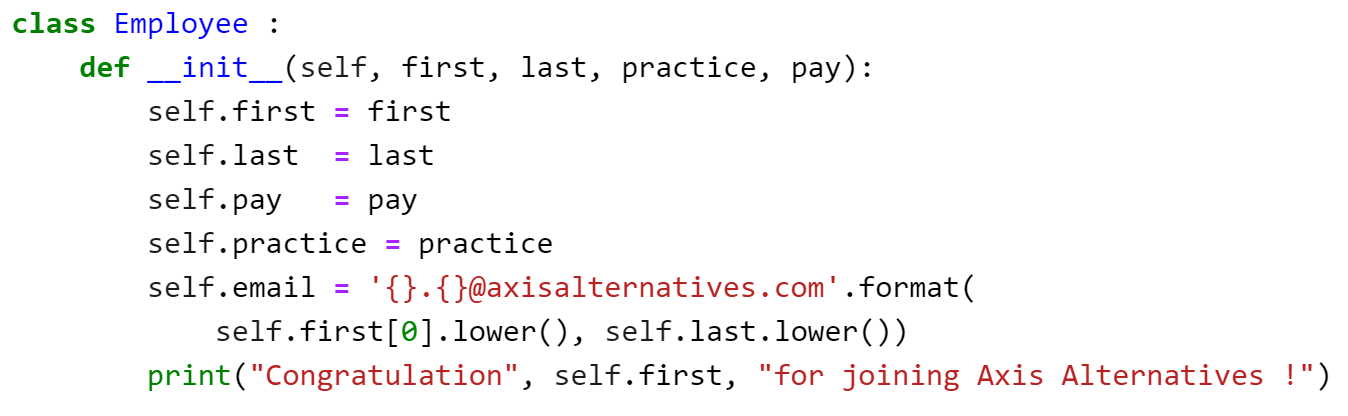 class Employee :
    def __init__(self, first, last, practice, pay):
        self.first = first
        self.last  = last
        self.pay   = pay
        self.practice = practice
        self.email = '{}.{}@axisalternatives.com'.format(
            self.first[0].lower(), self.last.lower())
        print("Congratulation", self.first, "for joining Axis Alternatives !")